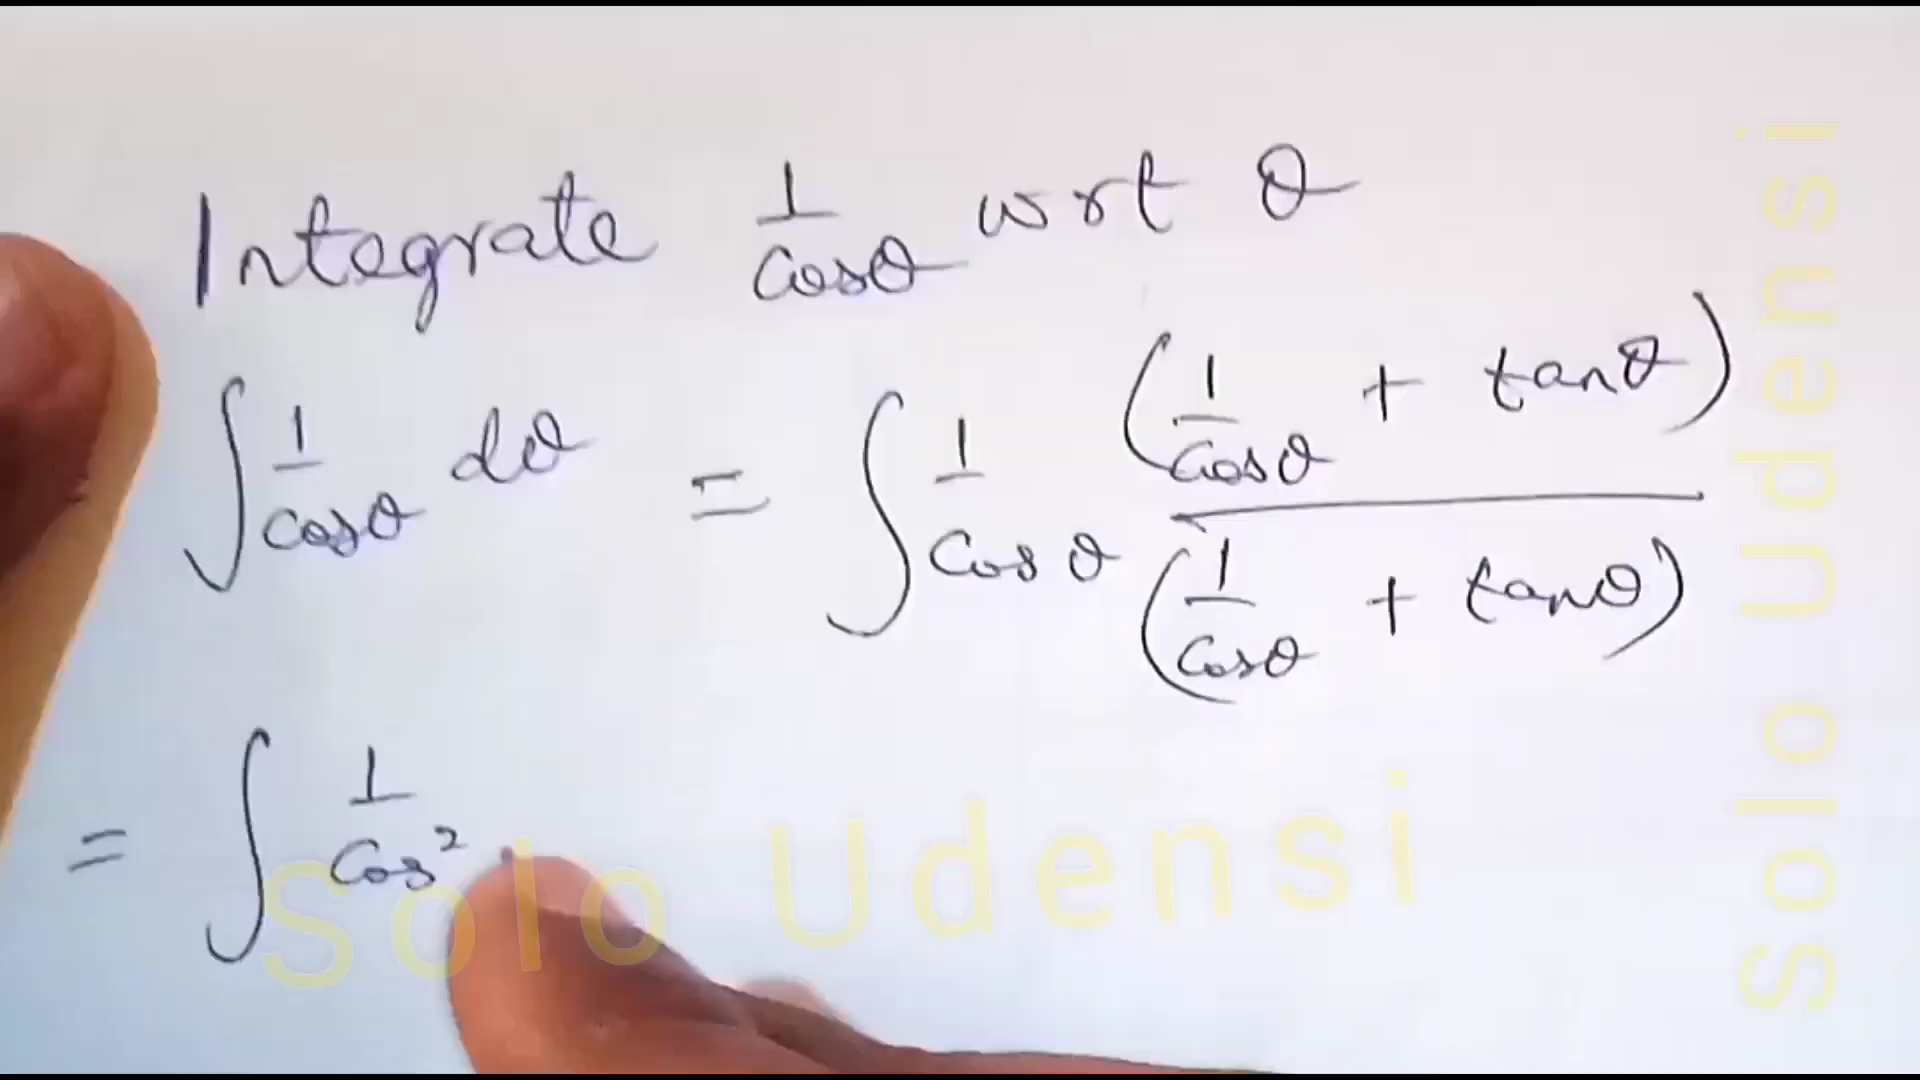 Integrate 1/cosθ wrt θ
∫ 1/cosθ dθ = ∫ 1/cosθ (1/cosθ + tanθ)/(1/cosθ + tanθ)
= ∫ 1/cos²
Solo Udensi
Solo Udensi